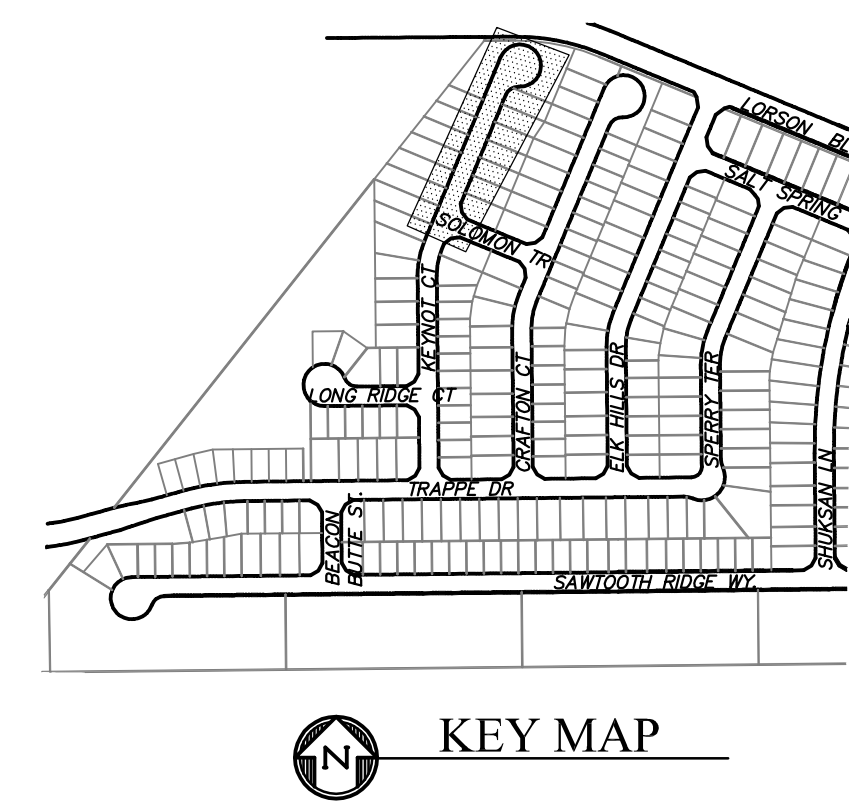 LORSON BL
SALT SPRING
SOLOMON TR
KEYNOT CT
LONG RIDGE CT
CRAFTON CT
ELK HILLS DR
SPERRY TER
SHUKSAN LN
TRAPPE DR
BEACON
BUTTE ST.
SAWTOOTH RIDGE WY.
N
KEY MAP